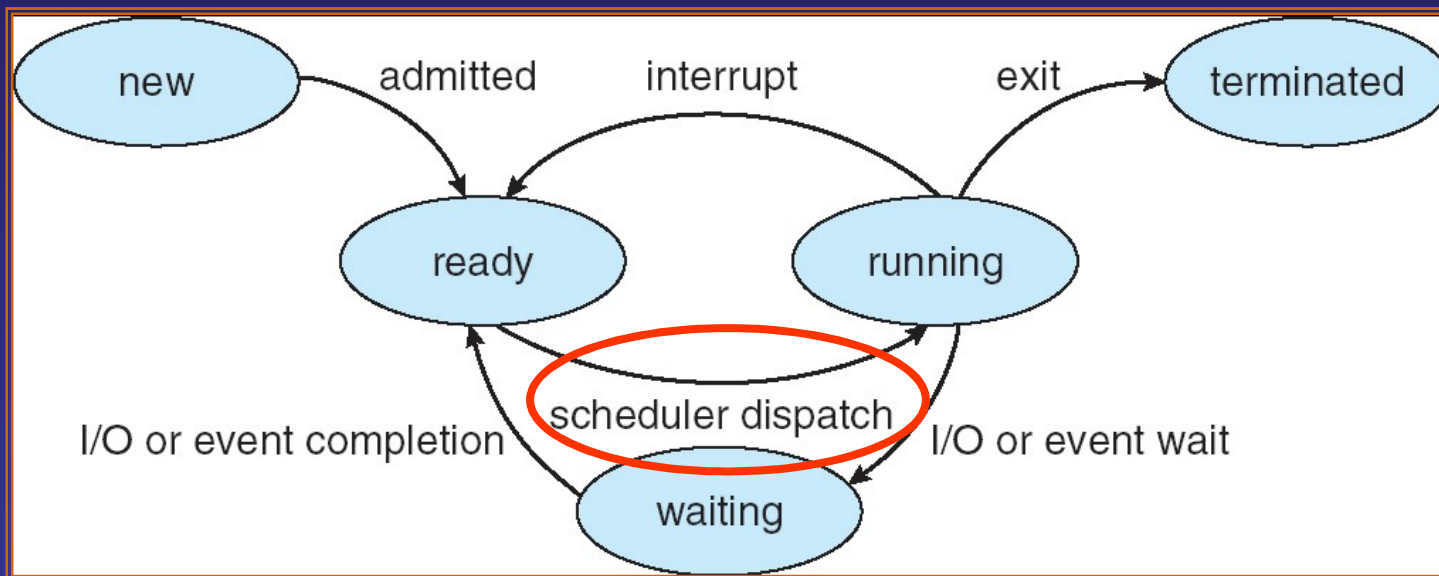 new
admitted
interrupt
exit
terminated
ready
running
scheduler dispatch
I/O or event completion
I/O or event wait
waiting